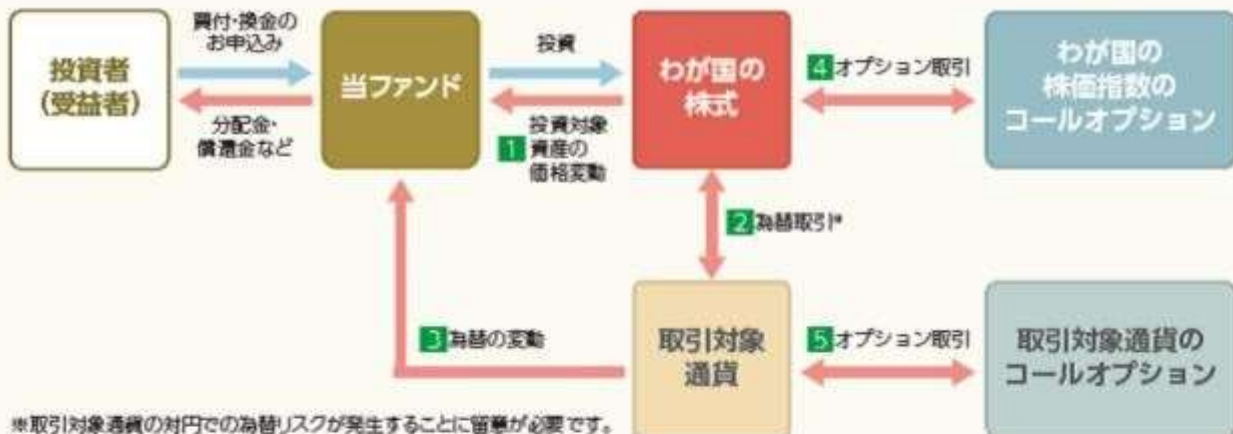 買付・換金の
お申込み
投資者
(受益者)
分配金・
償還金など
当ファンド
投資
1 投資対象
資産の
価格変動
わが国の
株式
4 オプション取引
わが国の
株価指数の
コールオプション
2 為替取引*
3 為替の変動
取引対象
通貨
5 オプション取引
取引対象通貨の
コールオプション
※取引対象通貨の対円での為替リスクが発生することに留意が必要です。